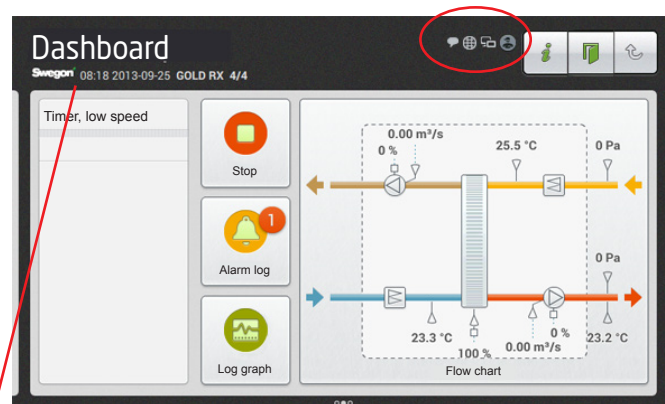 Dashboard
Swegon 08:18 2013-09-25 GOLD RX 4/4
i
Timer, low speed
Stop
1
Alarm log
Log graph
0.00 m³/s
0 %
25.5 °C
0 Pa
0 Pa
23.3 °C
100 %
0.00 m³/s
0 %
23.2 °C
Flow chart